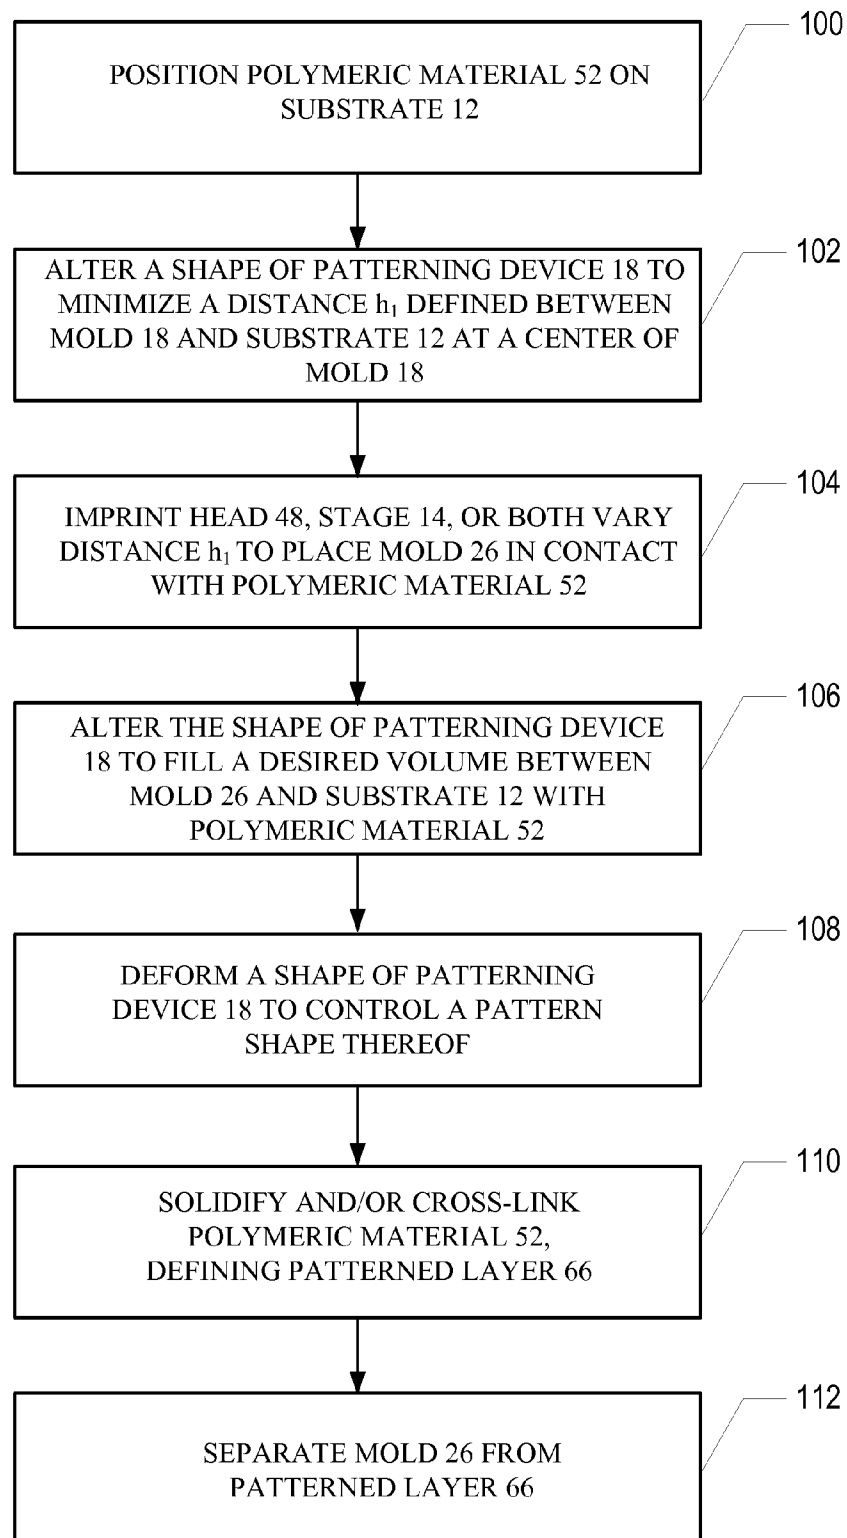 100
POSITION POLYMERIC MATERIAL 52 ON
SUBSTRATE 12
102
ALTER A SHAPE OF PATTERNING DEVICE 18 TO
MINIMIZE A DISTANCE h₁ DEFINED BETWEEN
MOLD 18 AND SUBSTRATE 12 AT A CENTER OF
MOLD 18
104
IMPRINT HEAD 48, STAGE 14, OR BOTH VARY
DISTANCE h₁ TO PLACE MOLD 26 IN CONTACT
WITH POLYMERIC MATERIAL 52
106
ALTER THE SHAPE OF PATTERNING DEVICE
18 TO FILL A DESIRED VOLUME BETWEEN
MOLD 26 AND SUBSTRATE 12 WITH
POLYMERIC MATERIAL 52
108
DEFORM A SHAPE OF PATTERNING
DEVICE 18 TO CONTROL A PATTERN
SHAPE THEREOF
110
SOLIDIFY AND/OR CROSS-LINK
POLYMERIC MATERIAL 52,
DEFINING PATTERNED LAYER 66
112
SEPARATE MOLD 26 FROM
PATTERNED LAYER 66